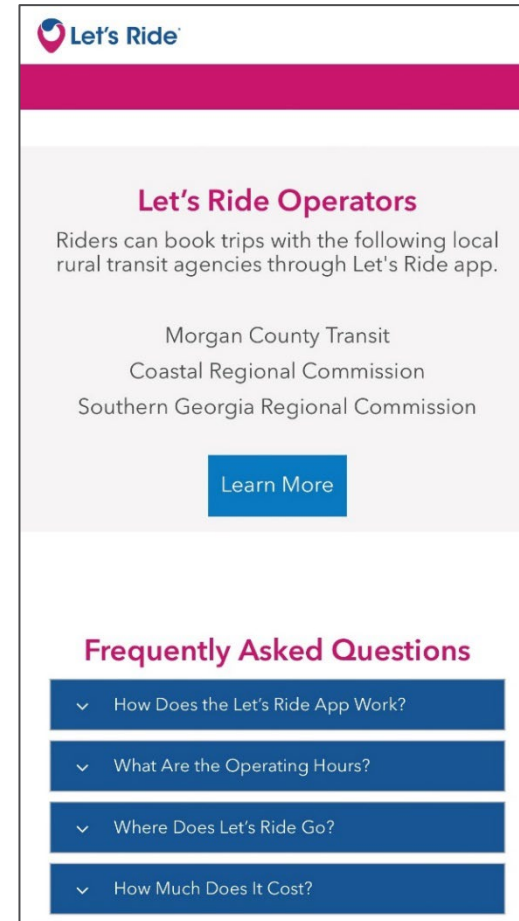 Let's Ride
Let's Ride Operators
Riders can book trips with the following local
rural transit agencies through Let's Ride app.
Morgan County Transit
Coastal Regional Commission
Southern Georgia Regional Commission
Learn More
Frequently Asked Questions
How Does the Let's Ride App Work?
What Are the Operating Hours?
Where Does Let's Ride Go?
How Much Does It Cost?